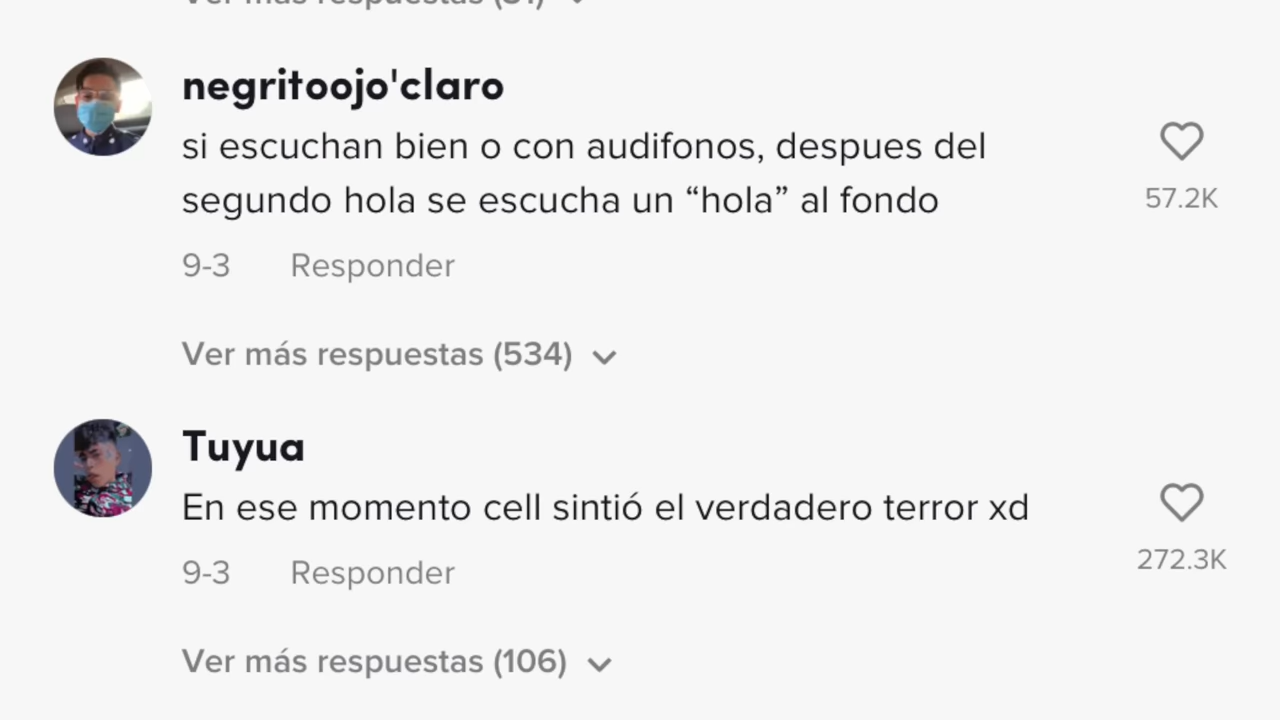 Ver más respuestas (31)
negritoojo'claro
si escuchan bien o con audifonos, despues del
segundo hola se escucha un “hola” al fondo
57.2K
9-3 Responder
Ver más respuestas (534)
Tuyua
En ese momento cell sintió el verdadero terror xd
272.3K
9-3 Responder
Ver más respuestas (106)